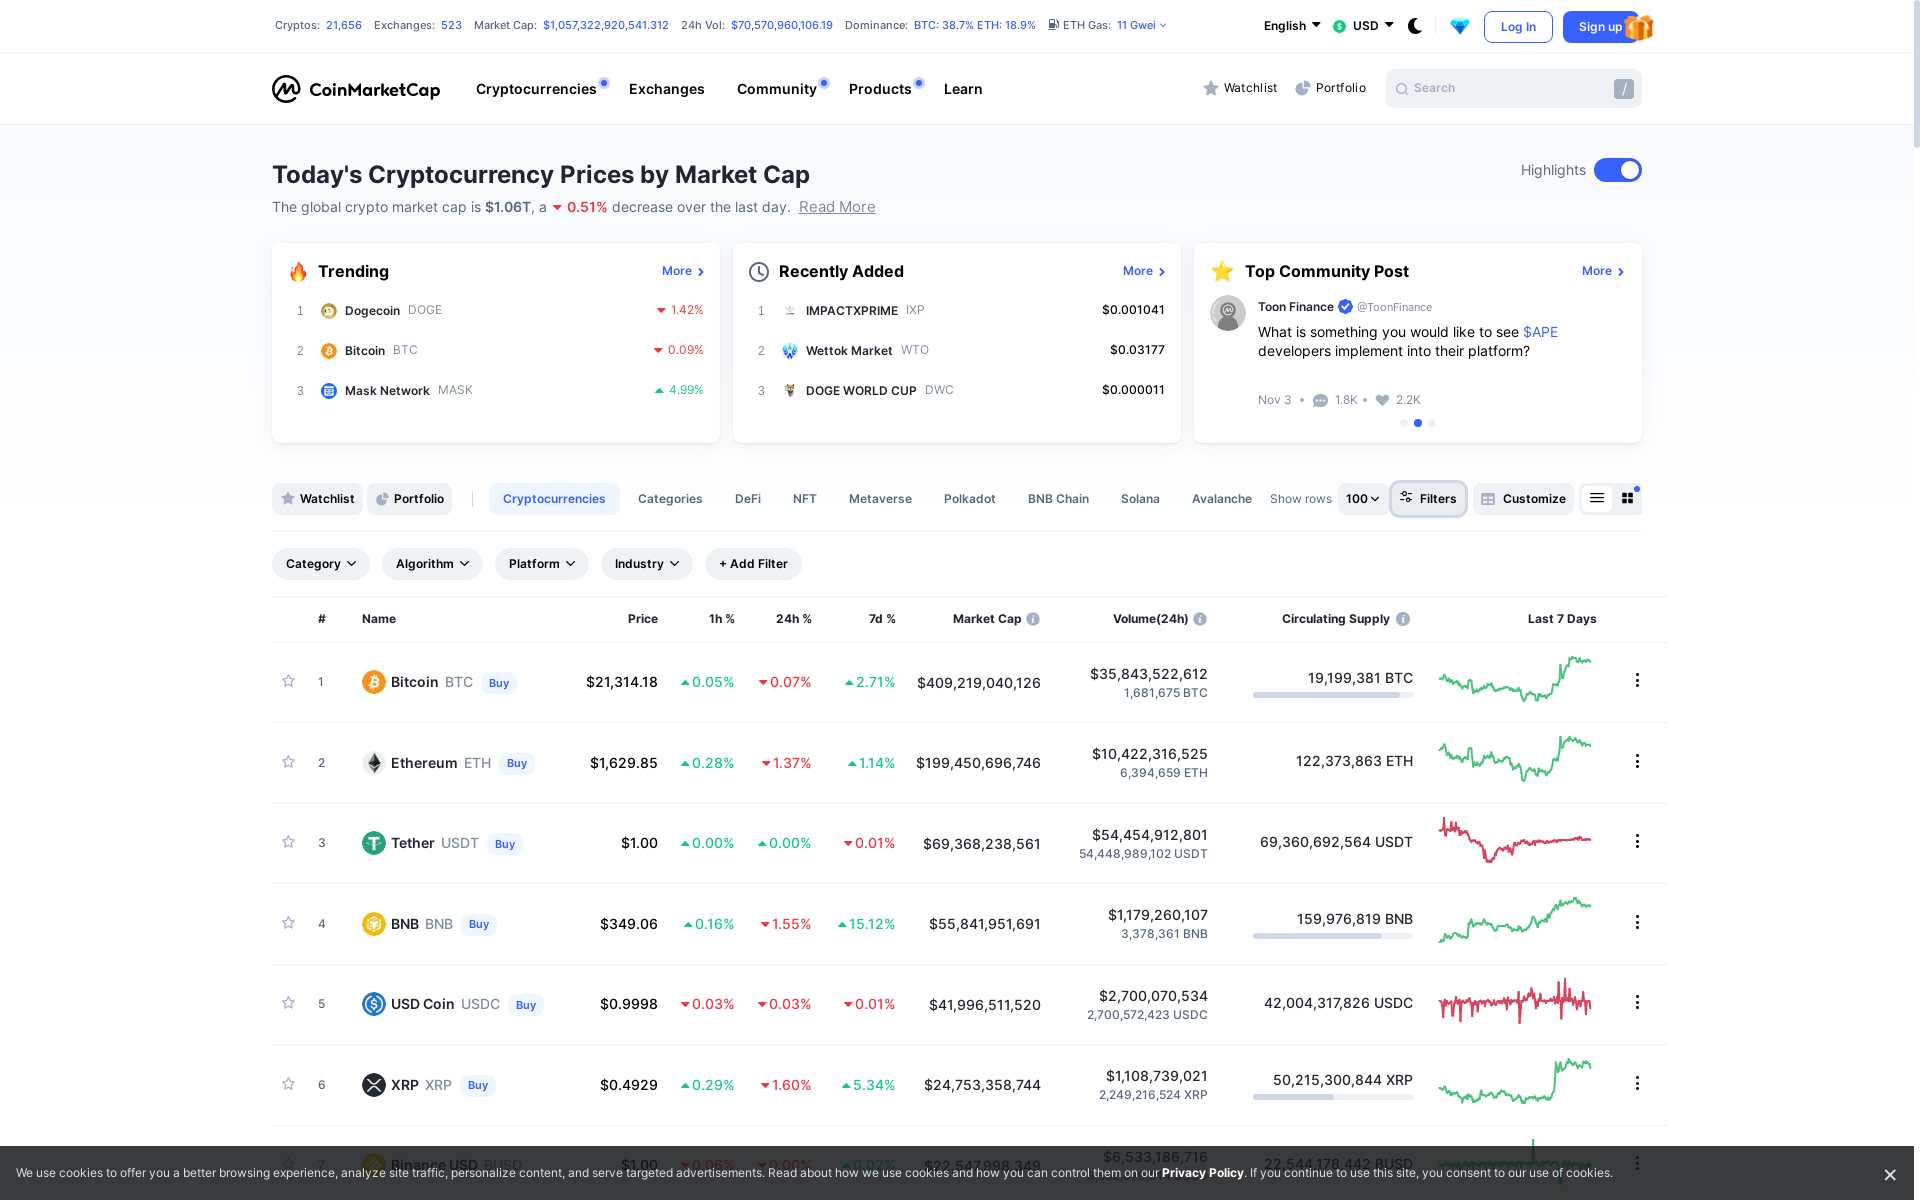 Cryptos: 21,656 Exchanges: 523 Market Cap: $1,057,322,920,541.312 24h Vol: $70,570,960,106.19 Dominance: BTC: 38.7% ETH: 18.9% ETH Gas: 11 Gwei English USD Log In Sign up
CoinMarketCap Cryptocurrencies Exchanges Community Products Learn Watchlist Portfolio Search /
Today's Cryptocurrency Prices by Market Cap Highlights
The global crypto market cap is $1.06T, a 0.51% decrease over the last day. Read More
Trending More
1 Dogecoin DOGE 1.42%
2 Bitcoin BTC 0.09%
3 Mask Network MASK 4.99%
Recently Added More
1 IMPACTXPRIME IXP $0.001041
2 Wettok Market WTO $0.03177
3 DOGE WORLD CUP DWC $0.000011
Top Community Post More
Toon Finance @ToonFinance
What is something you would like to see $APE
developers implement into their platform?
Nov 3 • 1.8K • 2.2K
Watchlist Portfolio Cryptocurrencies Categories DeFi NFT Metaverse Polkadot BNB Chain Solana Avalanche Show rows 100 Filters Customize
Category Algorithm Platform Industry + Add Filter
# Name Price 1h % 24h % 7d % Market Cap Volume(24h) Circulating Supply Last 7 Days
1 Bitcoin BTC Buy $21,314.18 0.05% 0.07% 2.71% $409,219,040,126 $35,843,522,612 19,199,381 BTC
1,681,675 BTC
2 Ethereum ETH Buy $1,629.85 0.28% 1.37% 1.14% $199,450,696,746 $10,422,316,525 122,373,863 ETH
6,394,659 ETH
3 Tether USDT Buy $1.00 0.00% 0.00% 0.01% $69,368,238,561 $54,454,912,801 69,360,692,564 USDT
54,448,989,102 USDT
4 BNB BNB Buy $349.06 0.16% 1.55% 15.12% $55,841,951,691 $1,179,260,107 159,976,819 BNB
3,378,361 BNB
5 USD Coin USDC Buy $0.9998 0.03% 0.03% 0.01% $41,996,511,520 $2,700,070,534 42,004,317,826 USDC
2,700,572,423 USDC
6 XRP XRP Buy $0.4929 0.29% 1.60% 5.34% $24,753,358,744 $1,108,739,021 50,215,300,844 XRP
2,249,216,524 XRP
7 Binance USD BUSD $1.00 0.06% 0.00% 0.02% $22,547,998,349 $6,533,186,716 22,544,178,442 BUSD
We use cookies to offer you a better browsing experience, analyze site traffic, personalize content, and serve targeted advertisements. Read about how we use cookies and how you can control them on our Privacy Policy. If you continue to use this site, you consent to our use of cookies.